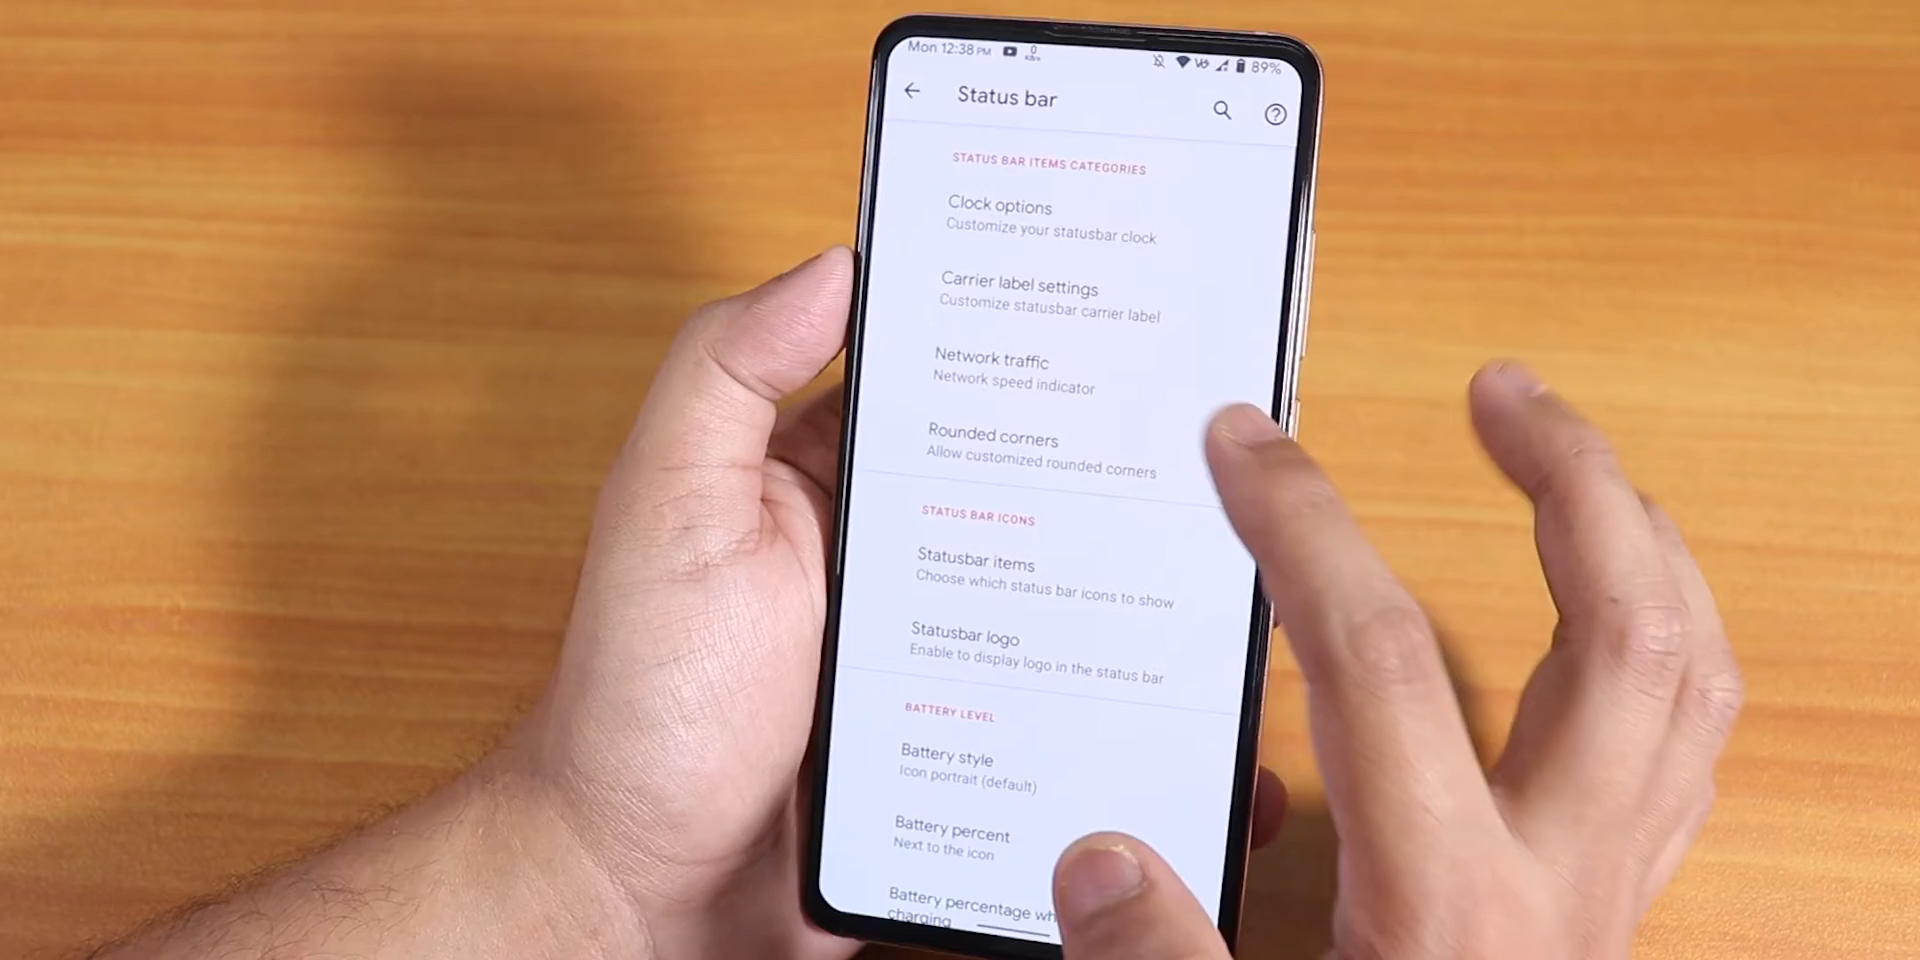 Mon 12:38 PM 0 KB/s 89%
Status bar
STATUS BAR ITEMS CATEGORIES
Clock options
Customize your statusbar clock
Carrier label settings
Customize statusbar carrier label
Network traffic
Network speed indicator
Rounded corners
Allow customized rounded corners
STATUS BAR ICONS
Statusbar items
Choose which status bar icons to show
Statusbar logo
Enable to display logo in the status bar
BATTERY LEVEL
Battery style
Icon portrait (default)
Battery percent
Next to the icon
Battery percentage wh
charging